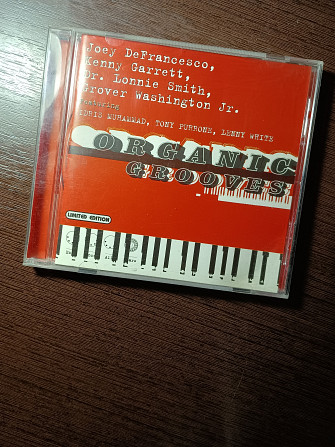 Joey DeFrancesco,
Kenny Garrett,
Dr. Lonnie Smith,
Grover Washington Jr.
featuring
IDRIS MUHAMMAD, TONY PURRONE, LENNY WHITE
ORGANIC
GROOVES
LIMITED EDITION